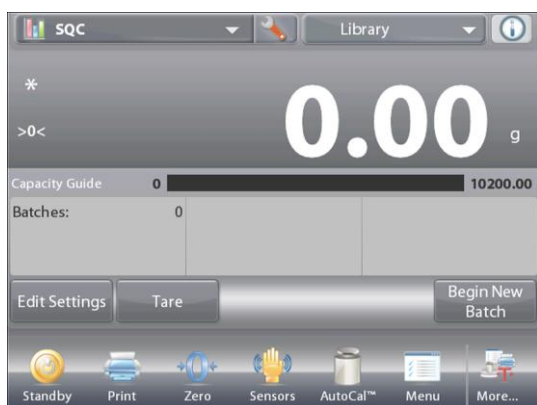 SQC
Library
*
>0<
0.00 g
Capacity Guide 0 10200.00
Batches: 0
Edit Settings Tare Begin New
Batch
Standby Print Zero Sensors AutoCal™ Menu More...